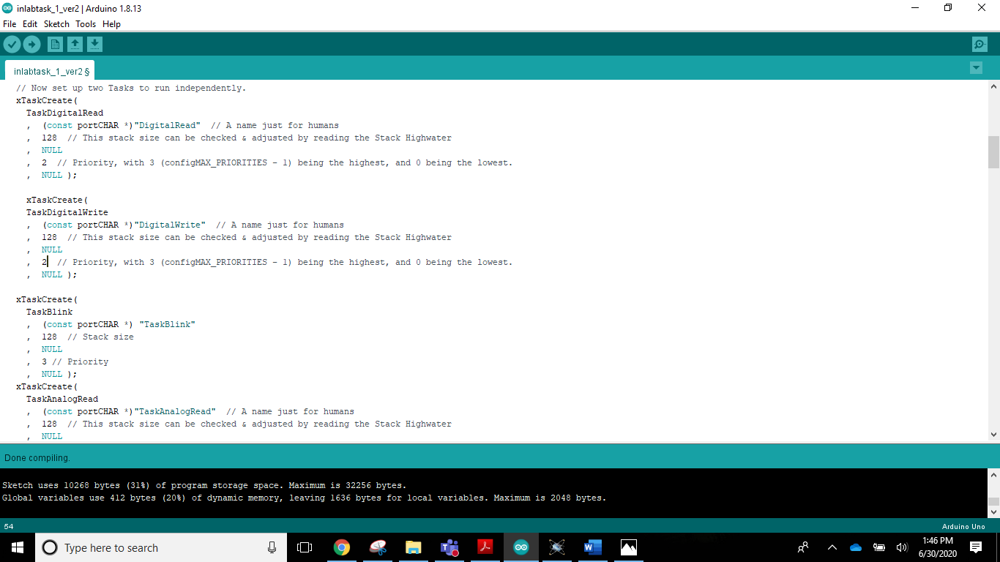 inlabtask_1_ver2 | Arduino 1.8.13
File Edit Sketch Tools Help
inlabtask_1_ver2 §
// Now set up two Tasks to run independently.
xTaskCreate(
TaskDigitalRead
, (const portCHAR *)"DigitalRead" // A name just for humans
, 128 // This stack size can be checked & adjusted by reading the Stack Highwater
, NULL
, 2 // Priority, with 3 (configMAX_PRIORITIES - 1) being the highest, and 0 being the lowest.
, NULL );
xTaskCreate(
TaskDigitalWrite
, (const portCHAR *)"DigitalWrite" // A name just for humans
, 128 // This stack size can be checked & adjusted by reading the Stack Highwater
, NULL
, 2 // Priority, with 3 (configMAX_PRIORITIES - 1) being the highest, and 0 being the lowest.
, NULL );
xTaskCreate(
TaskBlink
, (const portCHAR *) "TaskBlink"
, 128 // Stack size
, NULL
, 3 // Priority
, NULL );
xTaskCreate(
TaskAnalogRead
, (const portCHAR *)"TaskAnalogRead" // A name just for humans
, 128 // This stack size can be checked & adjusted by reading the Stack Highwater
, NULL
Done compiling.
Sketch uses 10268 bytes (31%) of program storage space. Maximum is 32256 bytes.
Global variables use 412 bytes (20%) of dynamic memory, leaving 1636 bytes for local variables. Maximum is 2048 bytes.
54 Arduino Uno
Type here to search
1:46 PM
6/30/2020